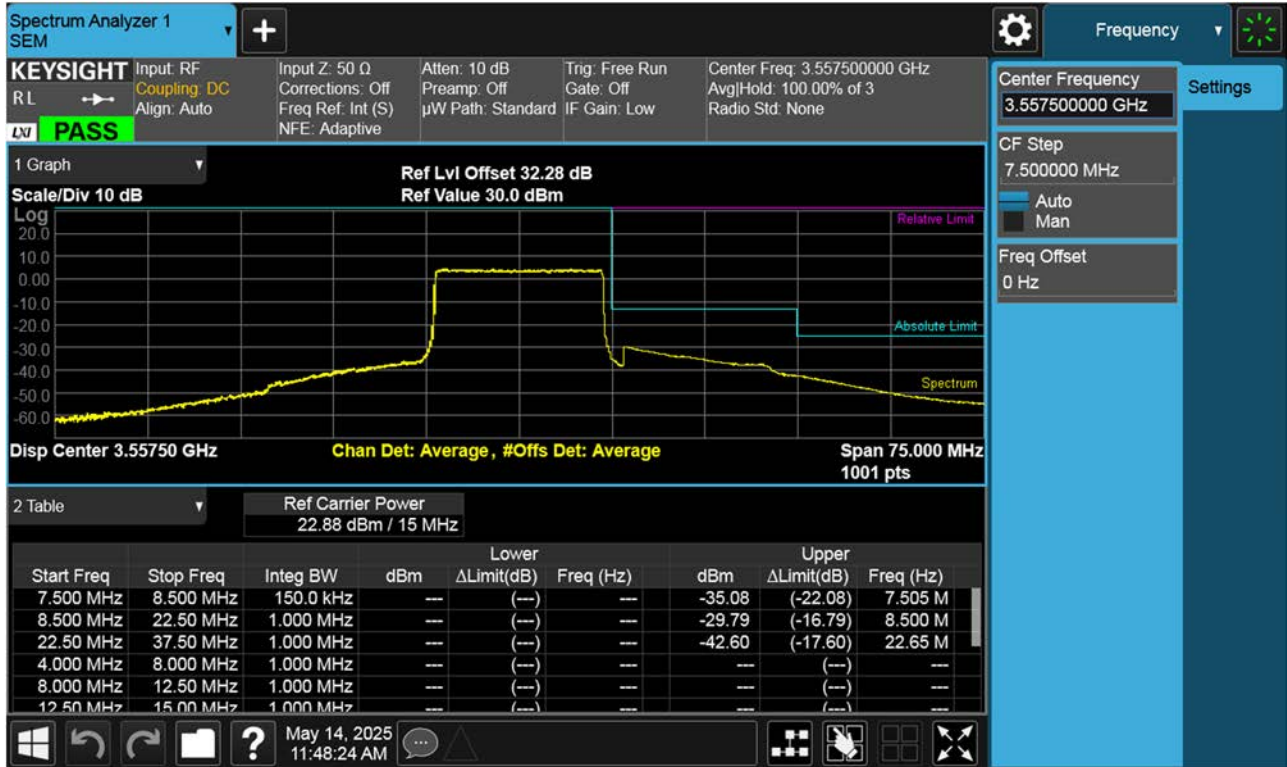 Spectrum Analyzer 1
SEM
+
Frequency
KEYSIGHT
RL
LXI
PASS
Input: RF
Coupling: DC
Align: Auto
Input Z: 50 Ω
Corrections: Off
Freq Ref: Int (S)
NFE: Adaptive
Atten: 10 dB
Preamp: Off
µW Path: Standard
Trig: Free Run
Gate: Off
IF Gain: Low
Center Freq: 3.557500000 GHz
Avg|Hold: 100.00% of 3
Radio Std: None
Center Frequency
3.557500000 GHz
Settings
CF Step
7.500000 MHz
Auto
Man
Freq Offset
0 Hz
1 Graph
Ref Lvl Offset 32.28 dB
Scale/Div 10 dB
Ref Value 30.0 dBm
Log
Relative Limit
20.0
10.0
0.00
-10.0
-20.0
Absolute Limit
-30.0
-40.0
Spectrum
-50.0
-60.0
Disp Center 3.55750 GHz
Chan Det: Average , #Offs Det: Average
Span 75.000 MHz
1001 pts
2 Table
Ref Carrier Power
22.88 dBm / 15 MHz
Lower Upper
Start Freq Stop Freq Integ BW dBm ΔLimit(dB) Freq (Hz) dBm ΔLimit(dB) Freq (Hz)
7.500 MHz 8.500 MHz 150.0 kHz --- (---) --- -35.08 (-22.08) 7.505 M
8.500 MHz 22.50 MHz 1.000 MHz --- (---) --- -29.79 (-16.79) 8.500 M
22.50 MHz 37.50 MHz 1.000 MHz --- (---) --- -42.60 (-17.60) 22.65 M
4.000 MHz 8.000 MHz 1.000 MHz --- (---) --- --- (---) ---
8.000 MHz 12.50 MHz 1.000 MHz --- (---) --- --- (---) ---
12.50 MHz 15.00 MHz 1.000 MHz --- (---) --- --- (---) ---
?
May 14, 2025
11:48:24 AM